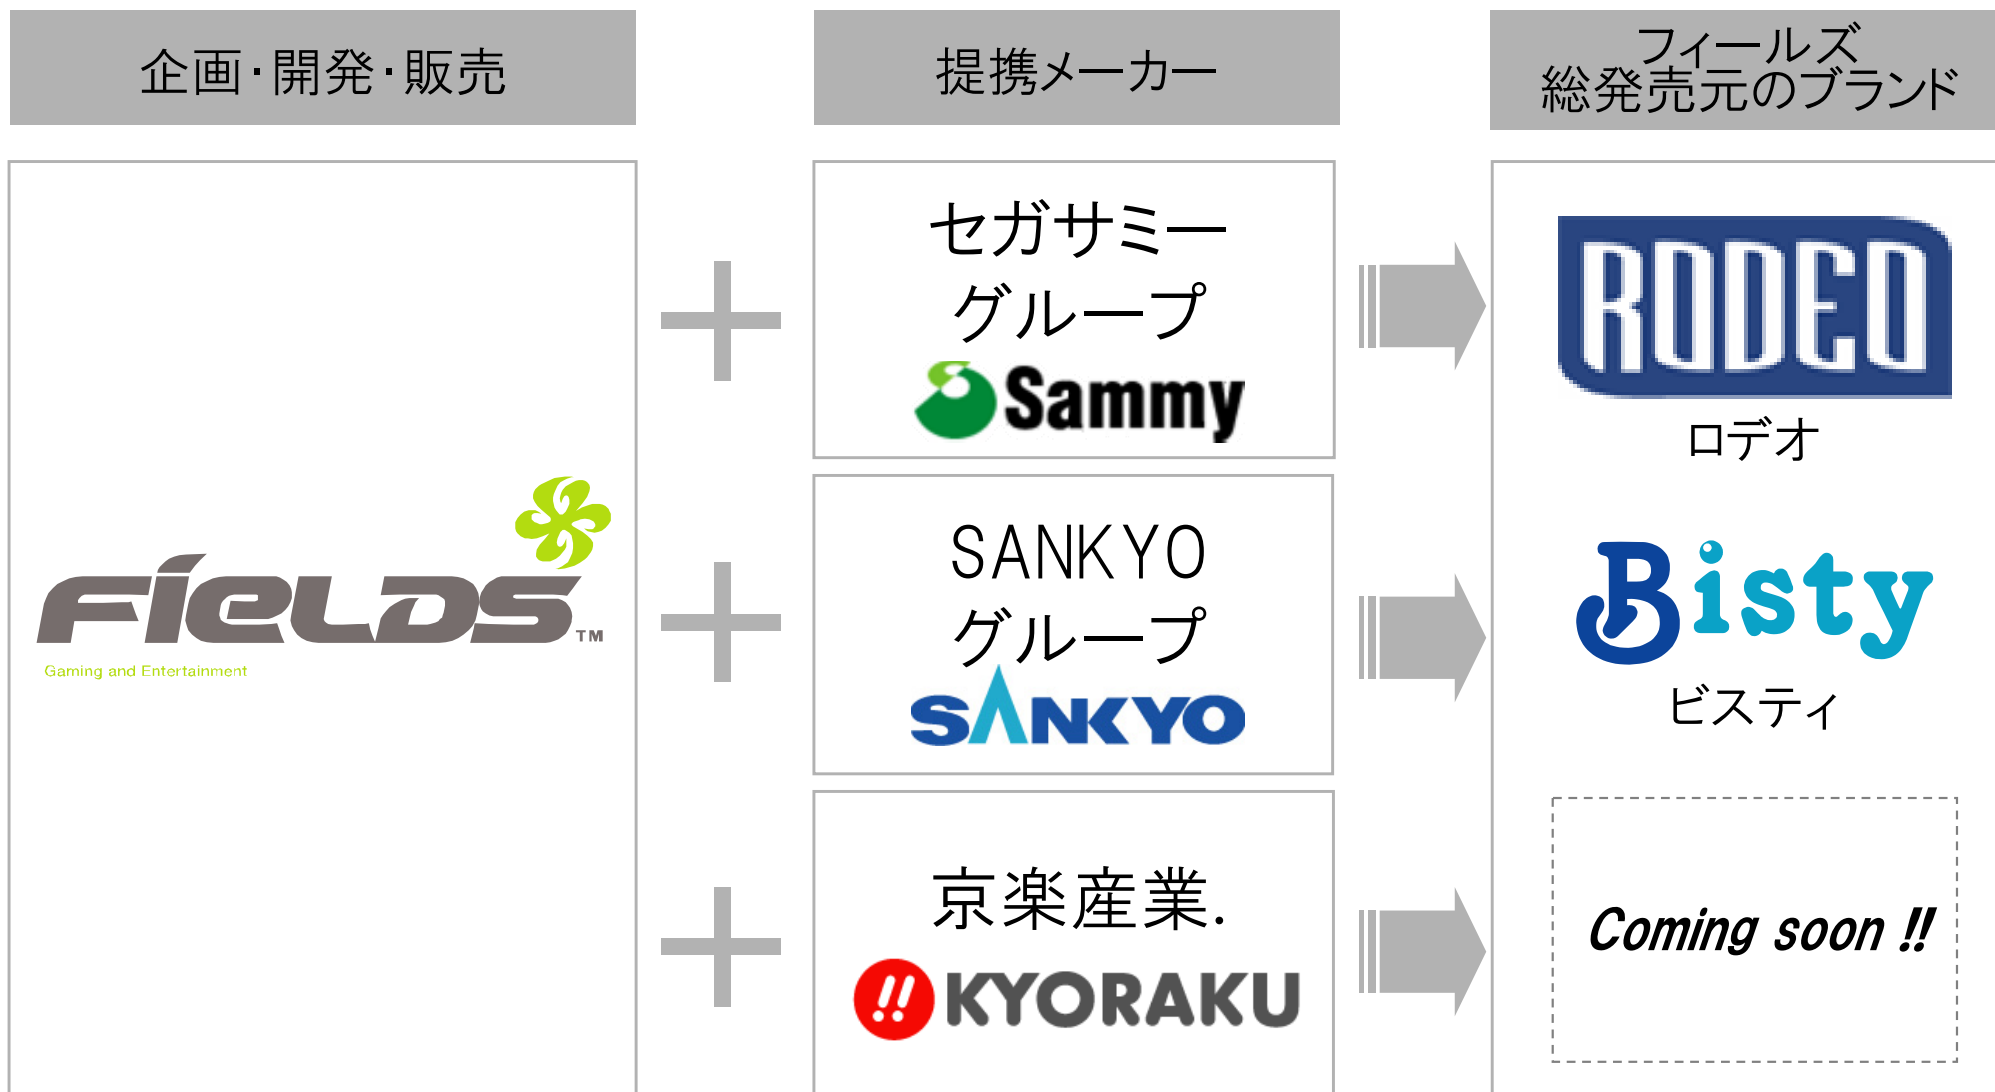 企画・開発・販売
提携メーカー
フィールズ
総発売元のブランド
FIELDS™
Gaming and Entertainment
セガサミー
グループ
Sammy
RODEO
ロデオ
SANKYO
グループ
SANKYO
Bisty
ビスティ
京楽産業.
!! KYORAKU
Coming soon !!